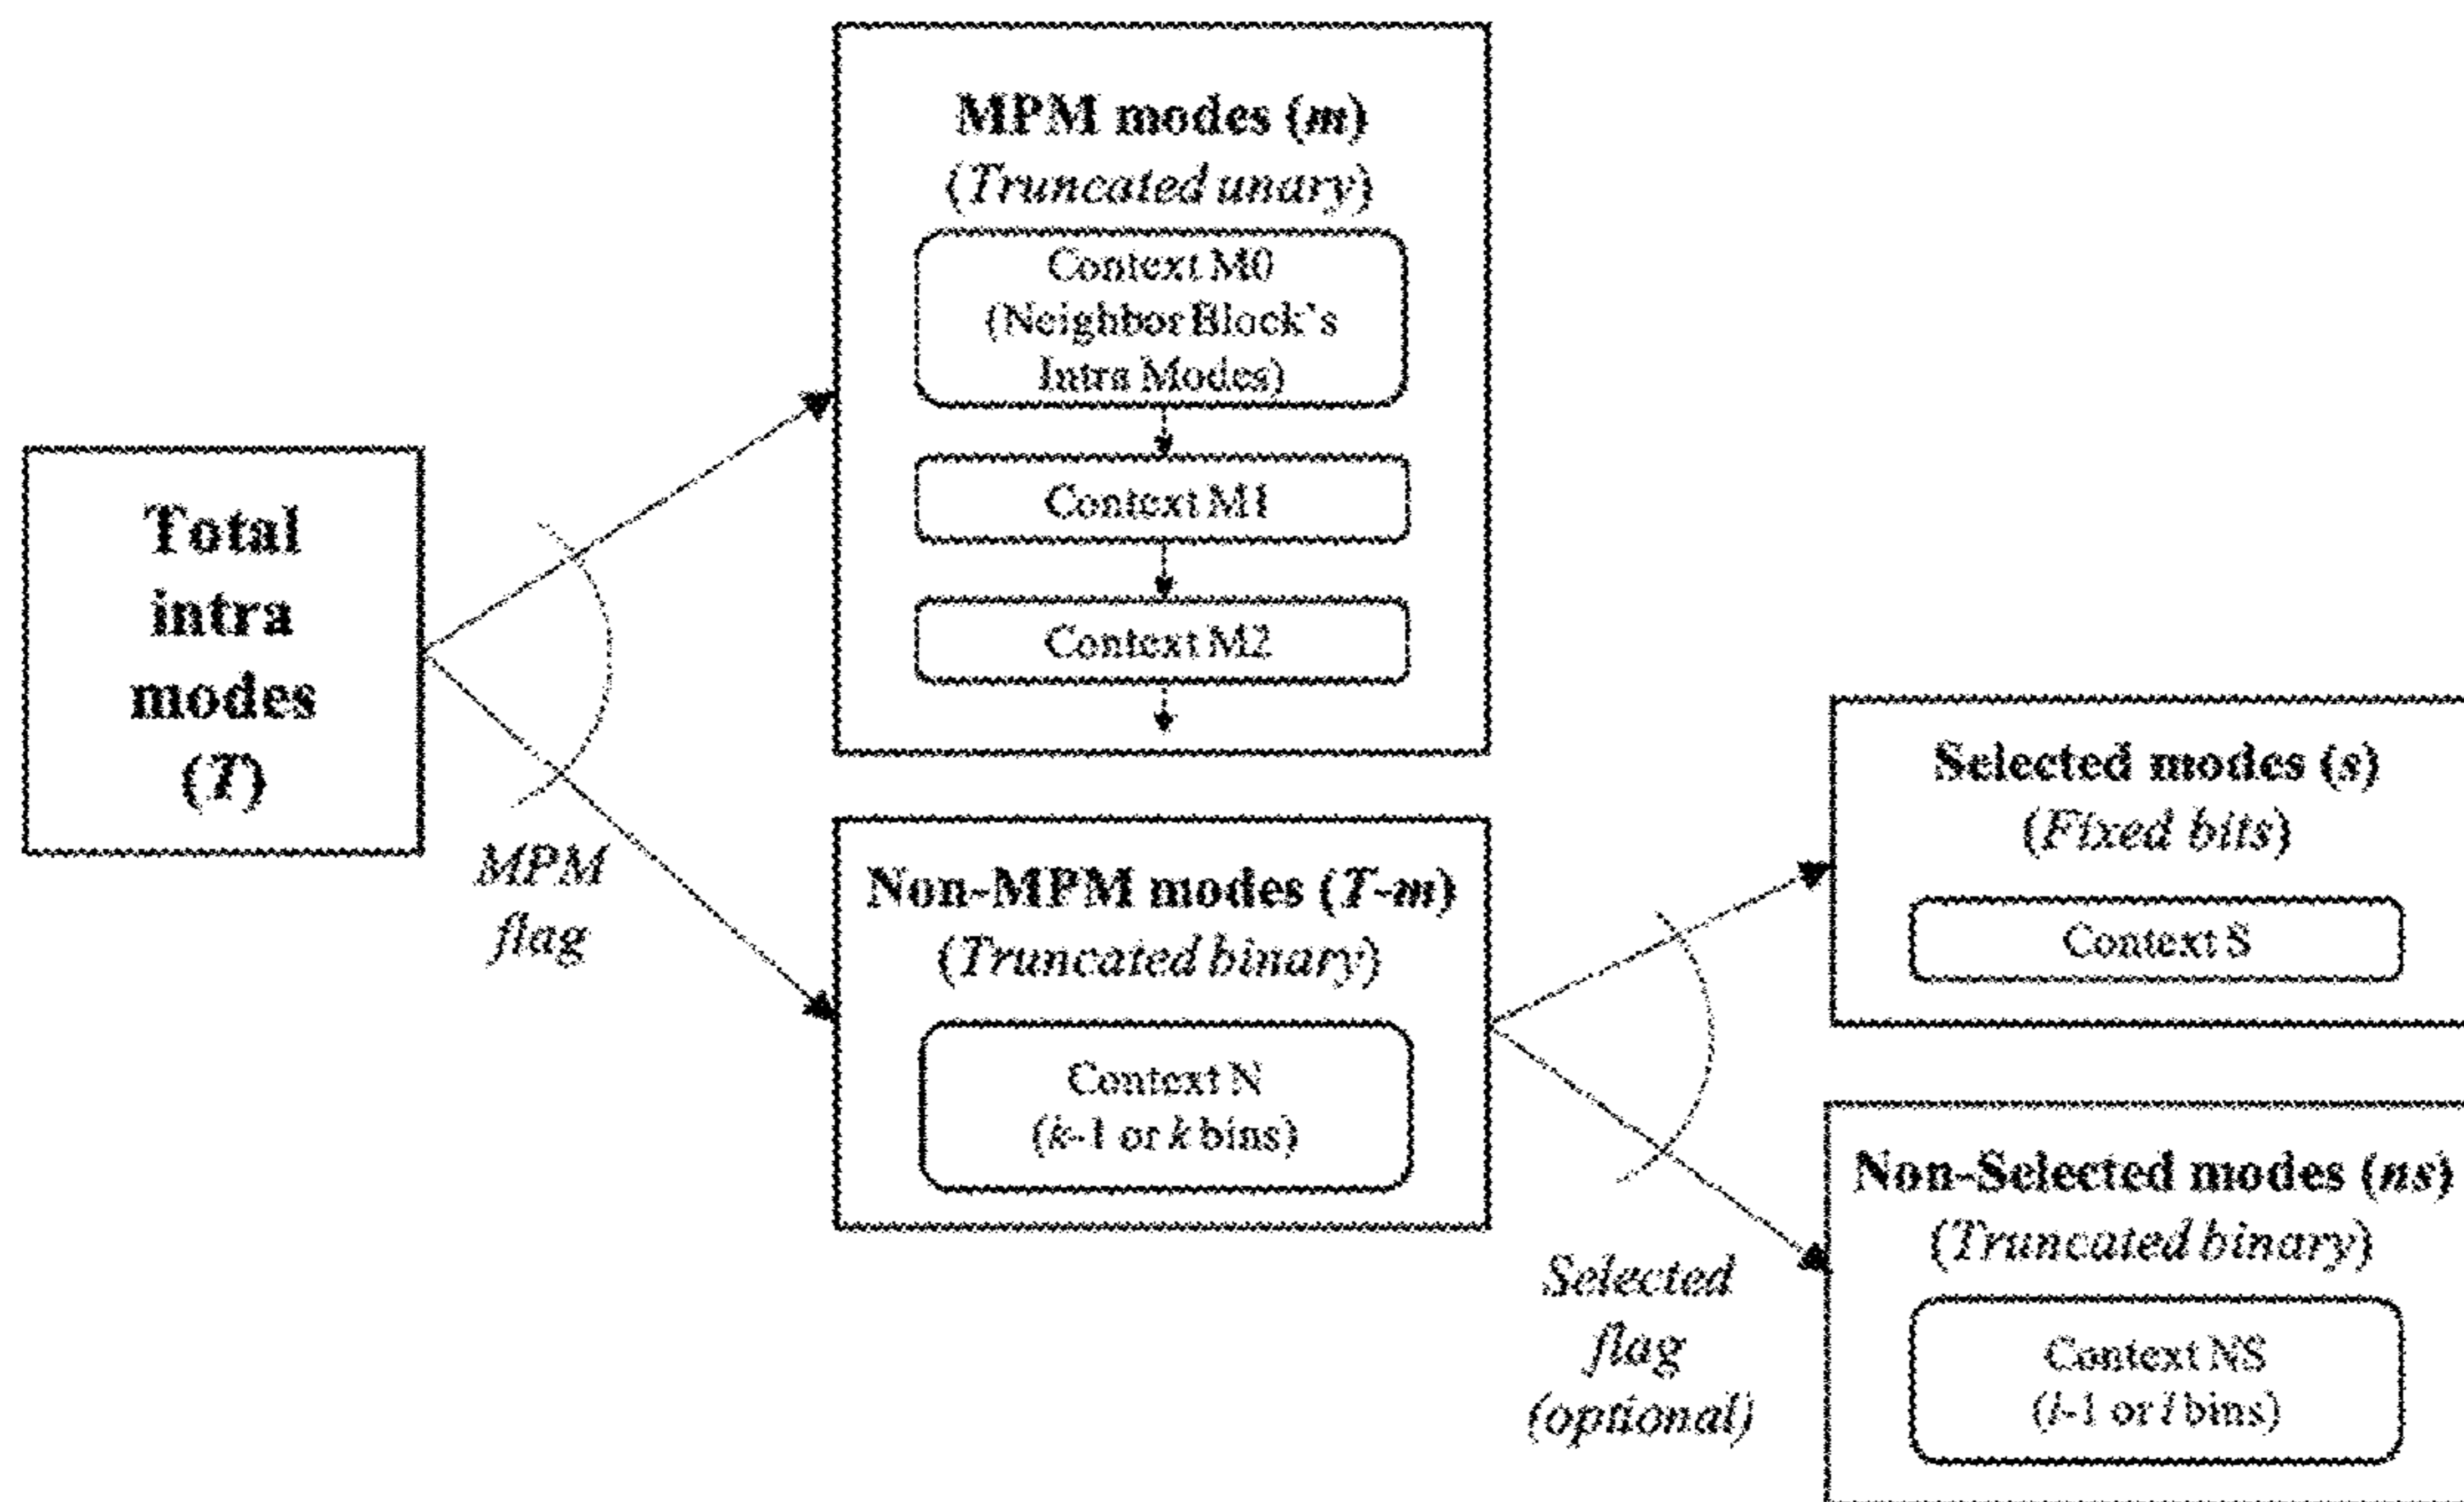 Total
intra
modes
(T)
MPM
flag
MPM modes (m)
(Truncated unary)
Context M0
(Neighbor Block's
Intra Modes)
Context M1
Context M2
Non-MPM modes (T-m)
(Truncated binary)
Context N
(k-1 or k bins)
Selected
flag
(optional)
Selected modes (s)
(Fixed bits)
Context S
Non-Selected modes (ns)
(Truncated binary)
Context NS
(l-1 or l bins)